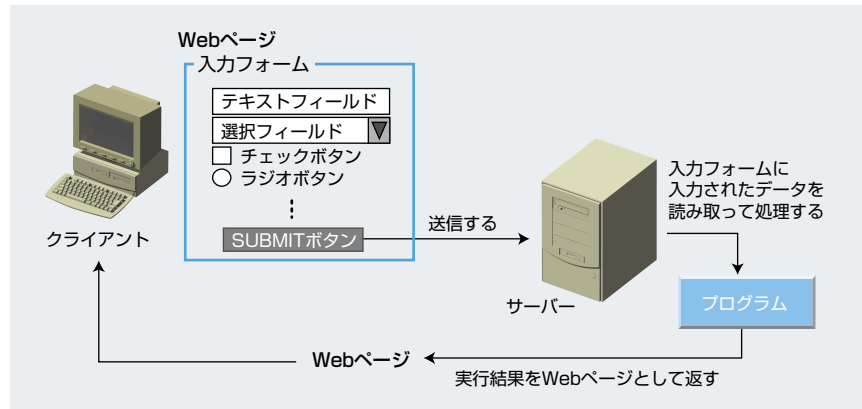 Webページ
入力フォーム
テキストフィールド
選択フィールド
チェックボタン
ラジオボタン
SUBMITボタン
クライアント
送信する
サーバー
入力フォームに
入力されたデータを
読み取って処理する
プログラム
Webページ
実行結果をWebページとして返す